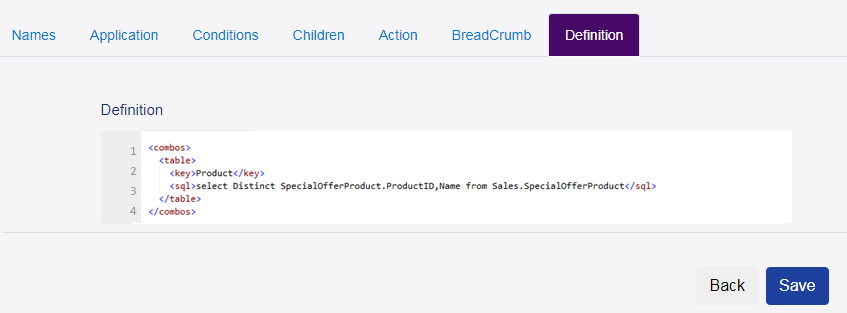 Names Application Conditions Children Action BreadCrumb Definition
Definition
1 <combos>
2 <table>
<key>Product</key>
3 <sql>select Distinct SpecialOfferProduct.ProductID,Name from Sales.SpecialOfferProduct</sql>
</table>
4 </combos>
Back Save